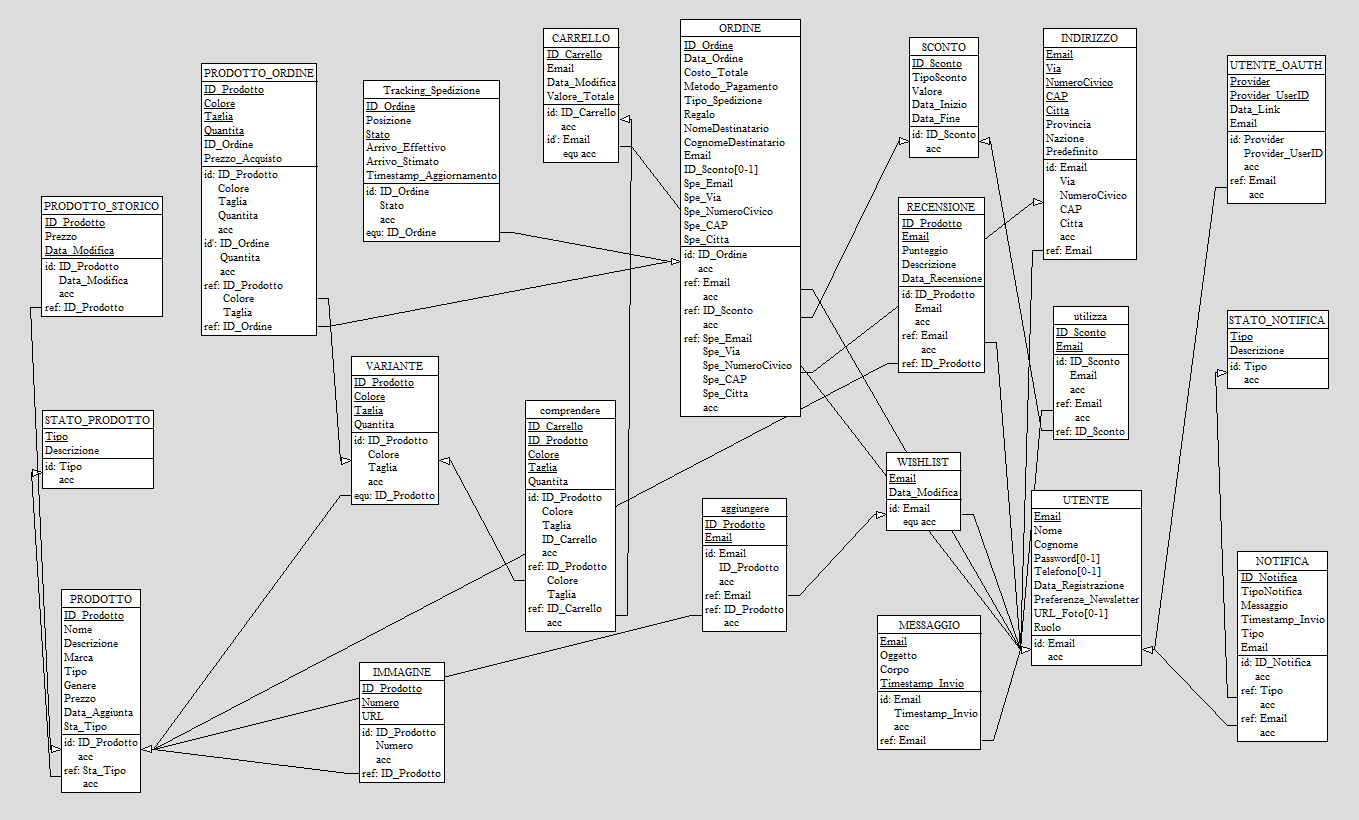 PRODOTTO_STORICO
ID_Prodotto
Prezzo
Data_Modifica
id: ID_Prodotto
Data_Modifica
acc
ref: ID_Prodotto
STATO_PRODOTTO
Tipo
Descrizione
id: Tipo
acc
PRODOTTO
ID_Prodotto
Nome
Descrizione
Marca
Tipo
Genere
Prezzo
Data_Aggiunta
Sta_Tipo
id: ID_Prodotto
acc
ref: Sta_Tipo
acc
PRODOTTO_ORDINE
ID_Prodotto
Colore
Taglia
Quantita
ID_Ordine
Prezzo_Acquisto
id: ID_Prodotto
Colore
Taglia
Quantita
acc
id': ID_Ordine
Quantita
acc
ref: ID_Prodotto
Colore
Taglia
ref: ID_Ordine
Tracking_Spedizione
ID_Ordine
Posizione
Stato
Arrivo_Effettivo
Arrivo_Stimato
Timestamp_Aggiornamento
id: ID_Ordine
Stato
acc
equ: ID_Ordine
VARIANTE
ID_Prodotto
Colore
Taglia
Quantita
id: ID_Prodotto
Colore
Taglia
acc
equ: ID_Prodotto
IMMAGINE
ID_Prodotto
Numero
URL
id: ID_Prodotto
Numero
acc
ref: ID_Prodotto
CARRELLO
ID_Carrello
Email
Data_Modifica
Valore_Totale
id: ID_Carrello
acc
id': Email
equ acc
comprendere
ID_Carrello
ID_Prodotto
Colore
Taglia
Quantita
id: ID_Prodotto
Colore
Taglia
ID_Carrello
acc
ref: ID_Prodotto
Colore
Taglia
ref: ID_Carrello
acc
ORDINE
ID_Ordine
Data_Ordine
Costo_Totale
Metodo_Pagamento
Tipo_Spedizione
Regalo
NomeDestinatario
CognomeDestinatario
Email
ID_Sconto[0-1]
Spe_Email
Spe_Via
Spe_NumeroCivico
Spe_CAP
Spe_Citta
id: ID_Ordine
acc
ref: Email
acc
ref: ID_Sconto
acc
ref: Spe_Email
Spe_Via
Spe_NumeroCivico
Spe_CAP
Spe_Citta
acc
aggiungere
ID_Prodotto
Email
id: Email
ID_Prodotto
acc
ref: Email
ref: ID_Prodotto
acc
SCONTO
ID_Sconto
TipoSconto
Valore
Data_Inizio
Data_Fine
id: ID_Sconto
acc
RECENSIONE
ID_Prodotto
Email
Punteggio
Descrizione
Data_Recensione
id: ID_Prodotto
Email
acc
ref: Email
acc
ref: ID_Prodotto
WISHLIST
Email
Data_Modifica
id: Email
equ acc
MESSAGGIO
Email
Oggetto
Corpo
Timestamp_Invio
id: Email
Timestamp_Invio
acc
ref: Email
INDIRIZZO
Email
Via
NumeroCivico
CAP
Citta
Provincia
Nazione
Predefinito
id: Email
Via
NumeroCivico
CAP
Citta
acc
ref: Email
utilizza
ID_Sconto
Email
id: ID_Sconto
Email
acc
ref: Email
acc
ref: ID_Sconto
UTENTE
Email
Nome
Cognome
Password[0-1]
Telefono[0-1]
Data_Registrazione
Preferenze_Newsletter
URL_Foto[0-1]
Ruolo
id: Email
acc
UTENTE_OAUTH
Provider
Provider_UserID
Data_Link
Email
id: Provider
Provider_UserID
acc
ref: Email
acc
STATO_NOTIFICA
Tipo
Descrizione
id: Tipo
acc
NOTIFICA
ID_Notifica
TipoNotifica
Messaggio
Timestamp_Invio
Tipo
Email
id: ID_Notifica
acc
ref: Tipo
acc
ref: Email
acc